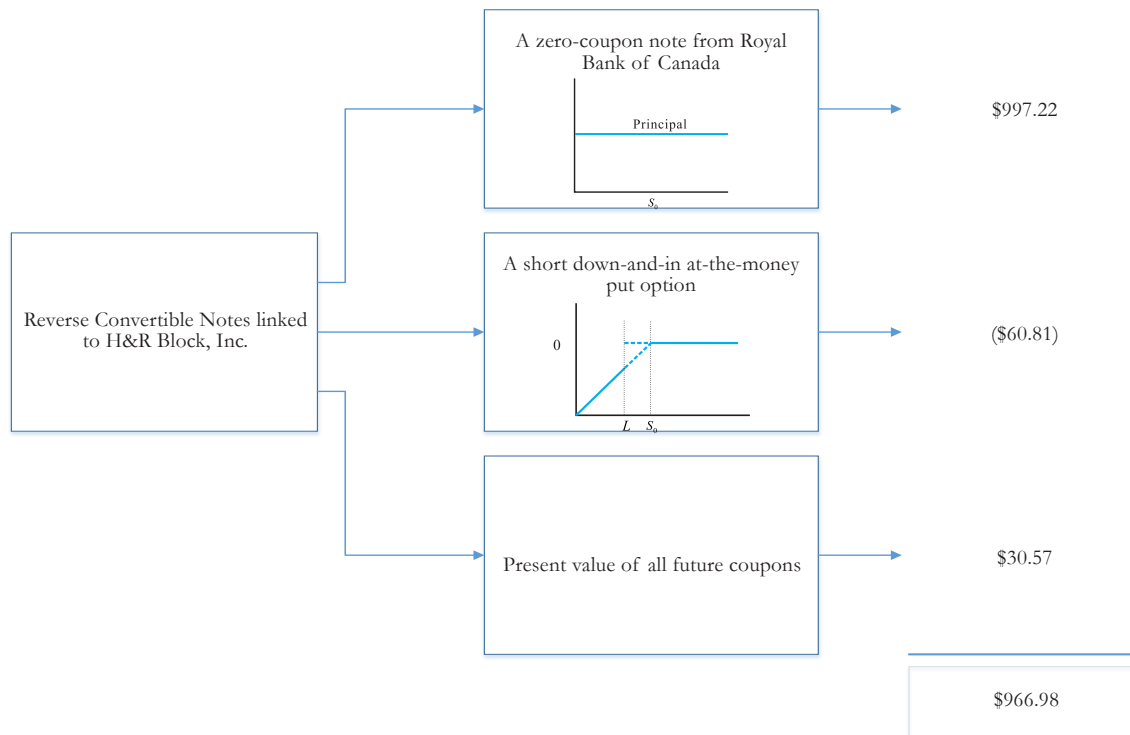 A zero-coupon note from Royal
Bank of Canada
Principal
S₀
$997.22
Reverse Convertible Notes linked
to H&R Block, Inc.
A short down-and-in at-the-money
put option
0
L S₀
($60.81)
Present value of all future coupons
$30.57
$966.98